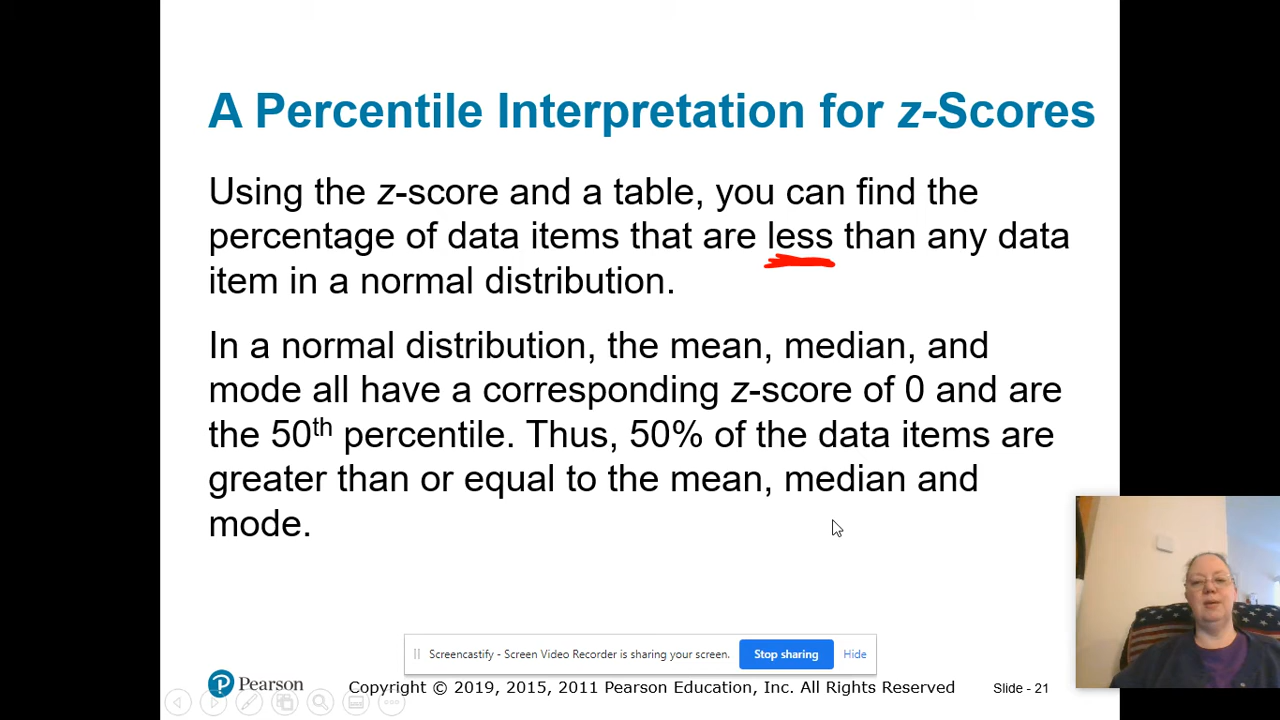 A Percentile Interpretation for z-Scores
Using the z-score and a table, you can find the
percentage of data items that are less than any data
item in a normal distribution.
In a normal distribution, the mean, median, and
mode all have a corresponding z-score of 0 and are
the 50th percentile. Thus, 50% of the data items are
greater than or equal to the mean, median and
mode.
Screencastify - Screen Video Recorder is sharing your screen.
Stop sharing
Hide
Pearson
Copyright © 2019, 2015, 2011 Pearson Education, Inc. All Rights Reserved
Slide - 21